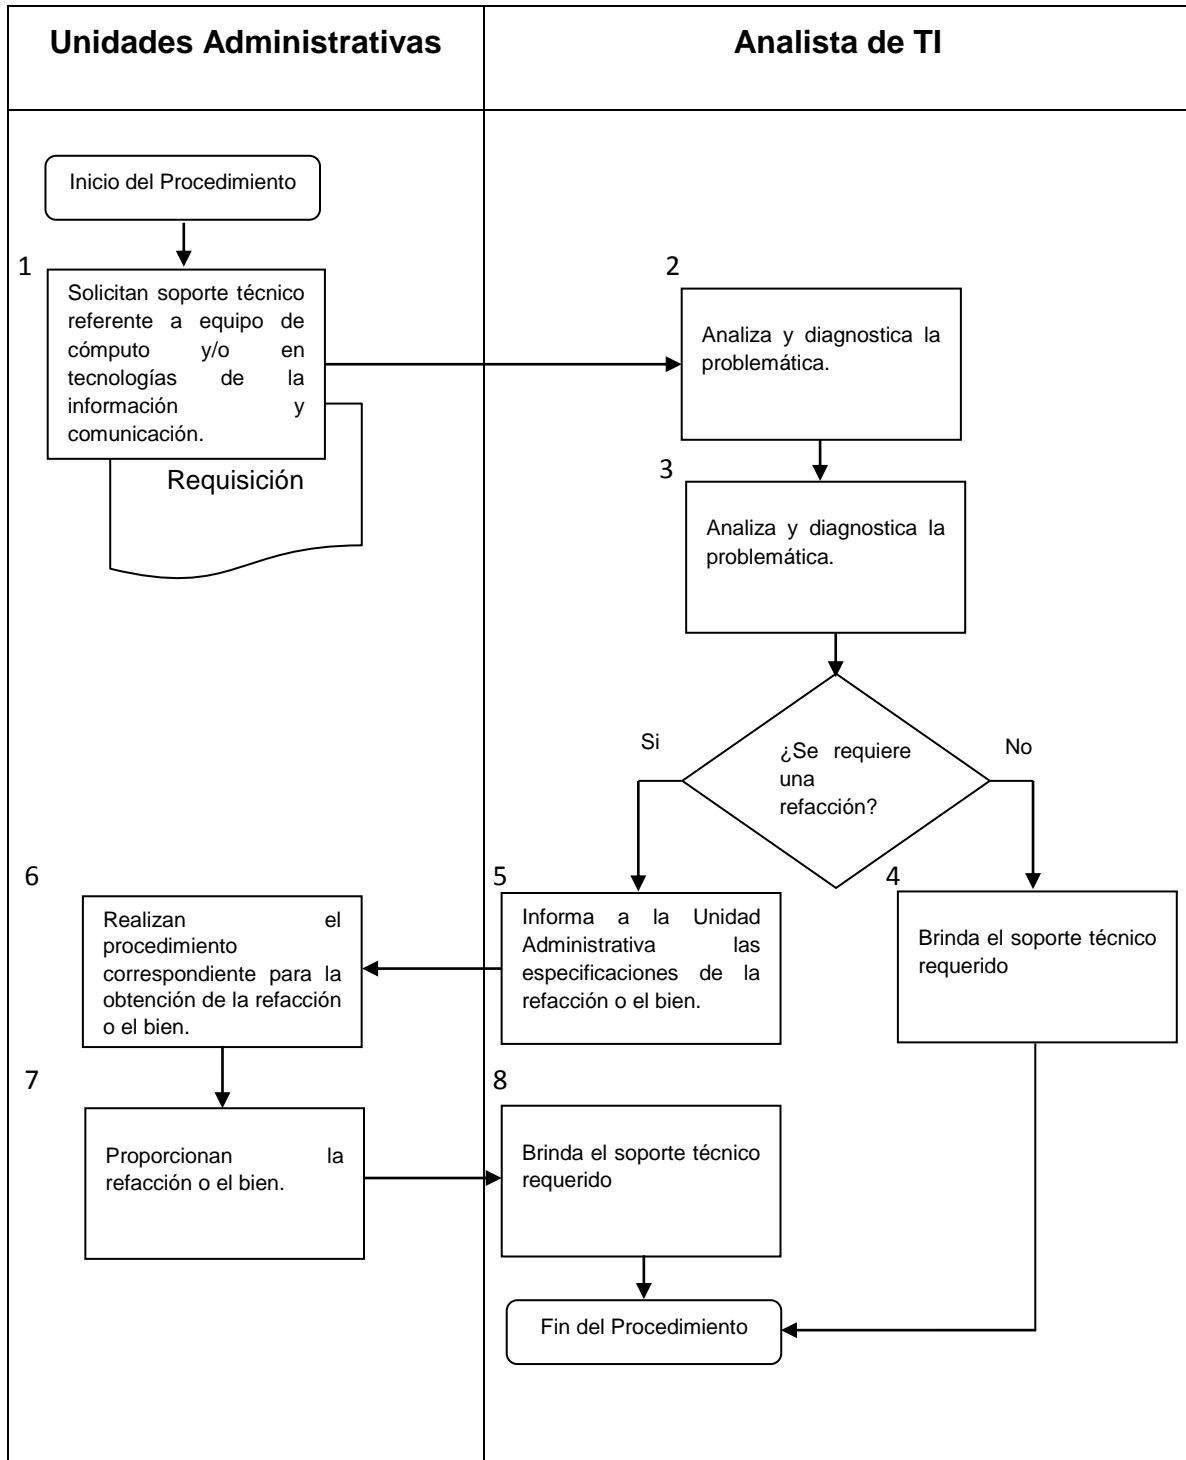 Unidades Administrativas
Analista de TI
Inicio del Procedimiento
1
Solicitan soporte técnico
referente a equipo de
cómputo y/o en
tecnologías de la
información y
comunicación.
Requisición
2
Analiza y diagnostica la
problemática.
3
Analiza y diagnostica la
problemática.
¿Se requiere
una
refacción?
Si
No
4
Brinda el soporte técnico
requerido
5
Informa a la Unidad
Administrativa las
especificaciones de la
refacción o el bien.
6
Realizan el
procedimiento
correspondiente para la
obtención de la refacción
o el bien.
7
Proporcionan la
refacción o el bien.
8
Brinda el soporte técnico
requerido
Fin del Procedimiento